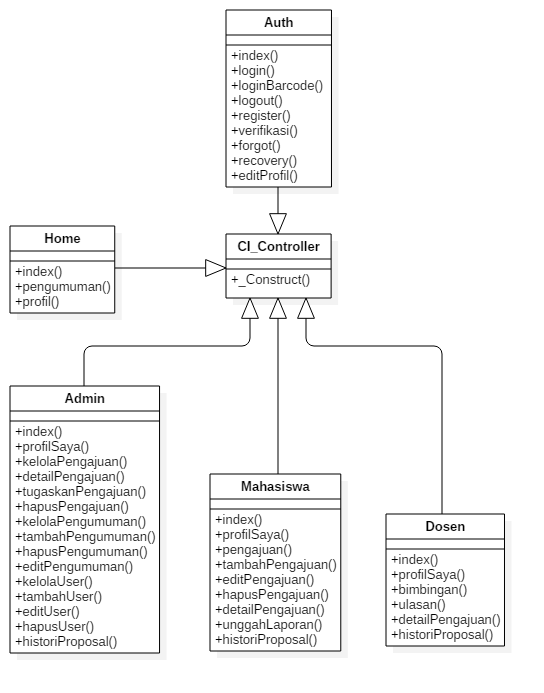 Auth
+index()
+login()
+loginBarcode()
+logout()
+register()
+verifikasi()
+forgot()
+recovery()
+editProfil()
Home
+index()
+pengumuman()
+profil()
CI_Controller
+_Construct()
Admin
+index()
+profilSaya()
+kelolaPengajuan()
+detailPengajuan()
+tugaskanPengajuan()
+hapusPengajuan()
+kelolaPengumuman()
+tambahPengumuman()
+hapusPengumuman()
+editPengumuman()
+kelolaUser()
+tambahUser()
+editUser()
+hapusUser()
+historiProposal()
Mahasiswa
+index()
+profilSaya()
+pengajuan()
+tambahPengajuan()
+editPengajuan()
+hapusPengajuan()
+detailPengajuan()
+unggahLaporan()
+historiProposal()
Dosen
+index()
+profilSaya()
+bimbingan()
+ulasan()
+detailPengajuan()
+historiProposal()